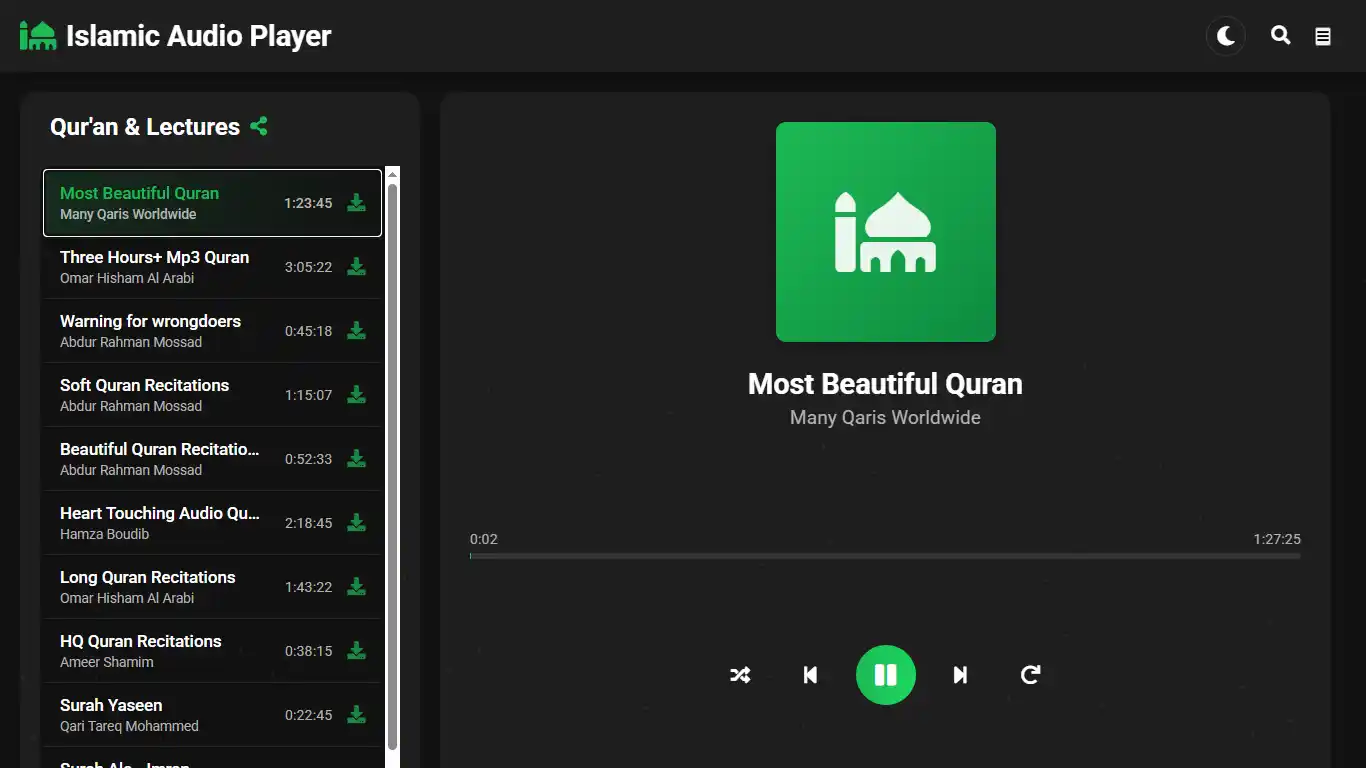 Islamic Audio Player
Qur'an & Lectures
Most Beautiful Quran
Many Qaris Worldwide
1:23:45
Three Hours+ Mp3 Quran
Omar Hisham Al Arabi
3:05:22
Warning for wrongdoers
Abdur Rahman Mossad
0:45:18
Soft Quran Recitations
Abdur Rahman Mossad
1:15:07
Beautiful Quran Recitatio...
Abdur Rahman Mossad
0:52:33
Heart Touching Audio Qu...
Hamza Boudib
2:18:45
Long Quran Recitations
Omar Hisham Al Arabi
1:43:22
HQ Quran Recitations
Ameer Shamim
0:38:15
Surah Yaseen
Qari Tareq Mohammed
0:22:45
Most Beautiful Quran
Many Qaris Worldwide
0:02
1:27:25